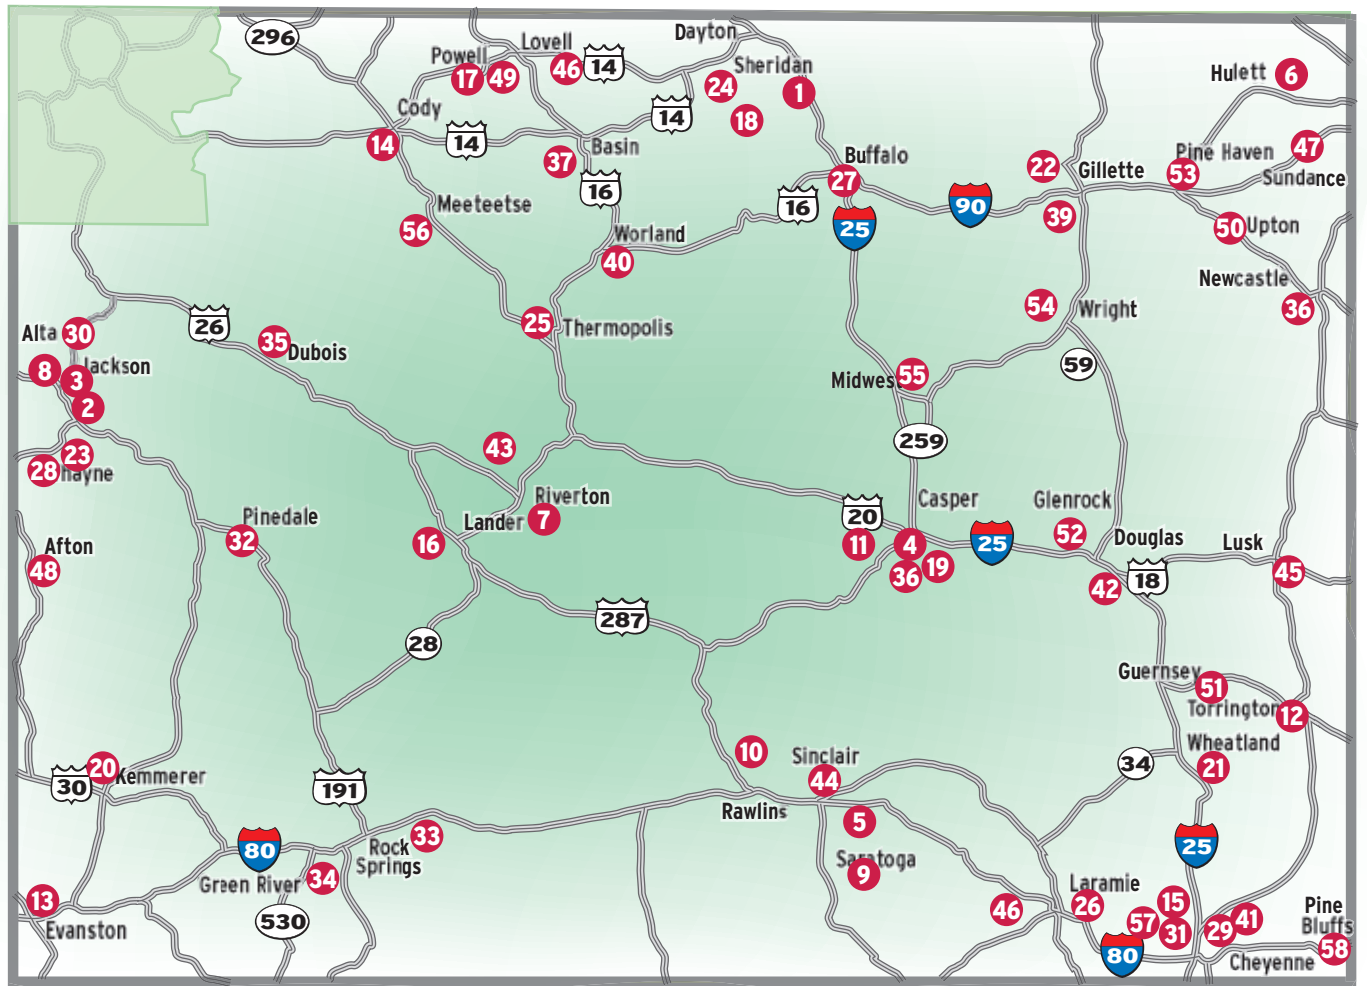 296
Dayton
Lovell
Powell
46
14
17
49
Sheridan
24
1
Hulett
6
Cody
14
18
14
14
Basin
37
Buffalo
22
Gillette
Pine Haven
47
53
Sundance
27
16
16
90
39
Meeteetse
56
25
50
Upton
Worland
40
Newcastle
36
54
Wright
26
25
Thermopolis
Alta
30
35
Dubois
8
Jackson
3
2
59
Midwest
55
259
43
23
28
hayne
Riverton
7
Lander
16
Casper
Glenrock
20
11
4
36
19
25
52
Douglas
Lusk
42
18
45
Pinedale
32
Afton
48
287
28
Guernsey
51
Torrington
12
Wheatland
21
34
10
Sinclair
44
20
Kemmerer
30
191
Rawlins
5
33
Rock
Springs
80
Saratoga
9
25
Green River
34
530
13
Evanston
Laramie
26
46
15
57
31
29
41
80
Cheyenne
Pine
Bluffs
58